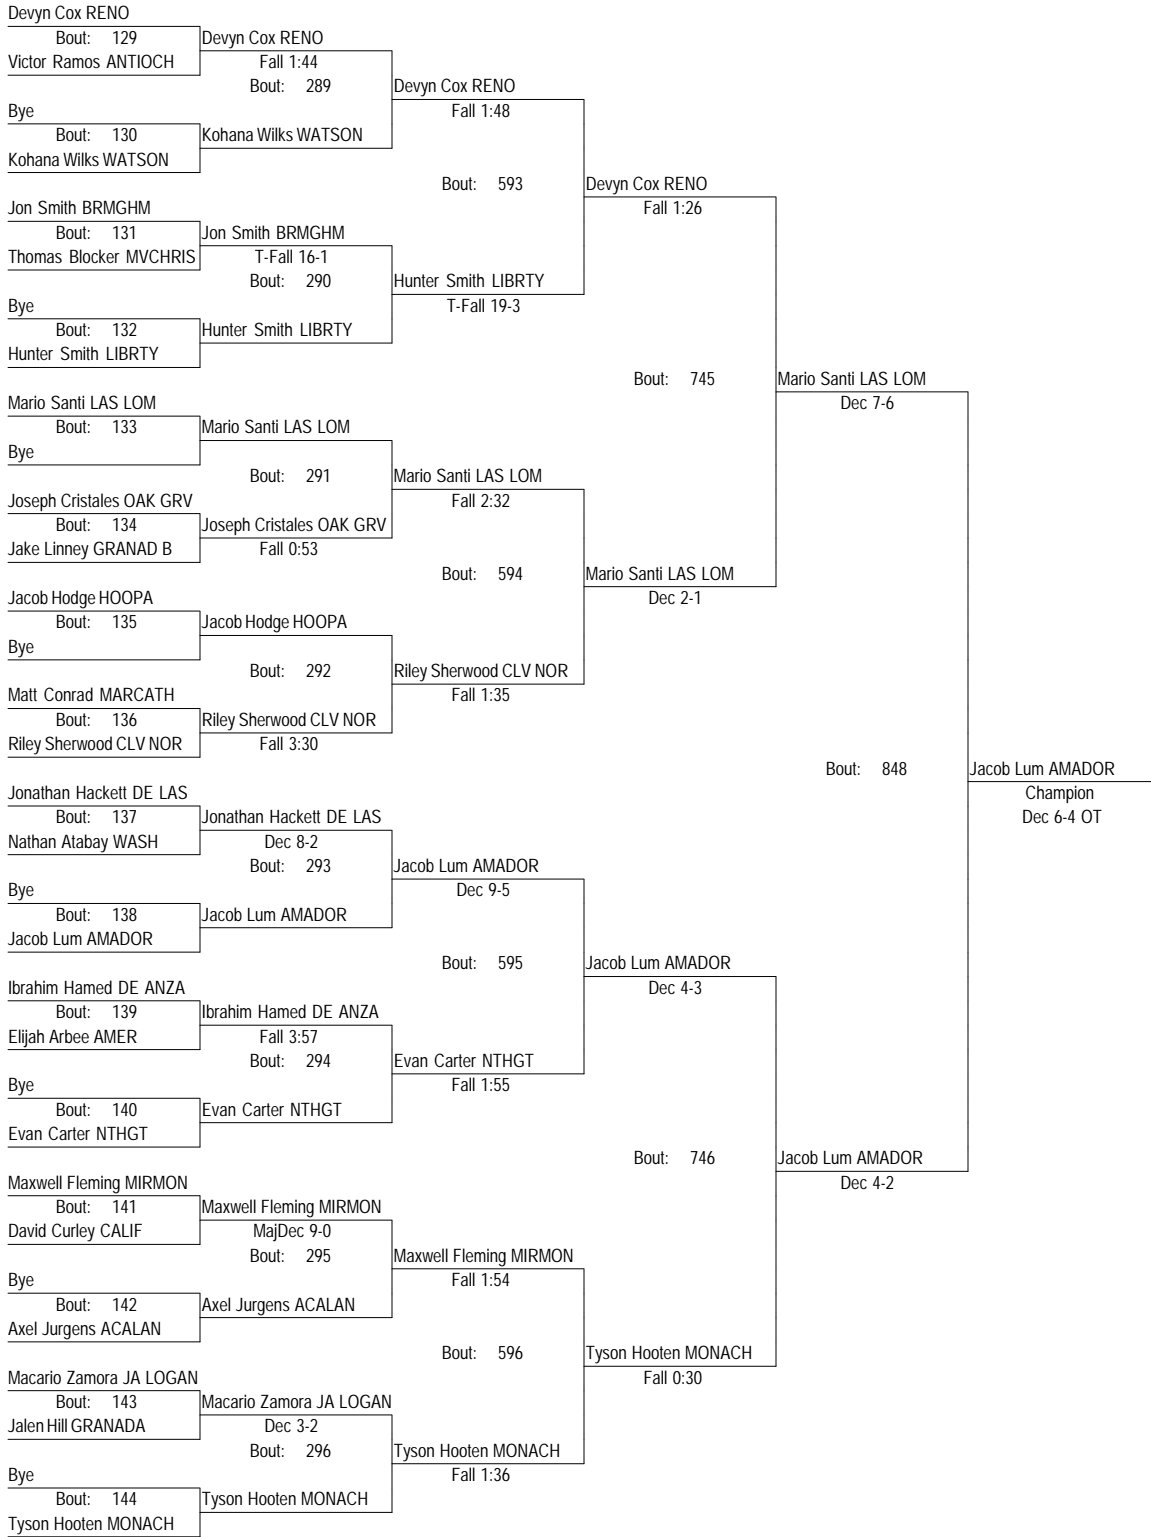 Devyn Cox RENO
Bout: 129
Devyn Cox RENO
Victor Ramos ANTIOCH
Fall 1:44
Bout: 289
Devyn Cox RENO
Bye
Fall 1:48
Bout: 130
Kohana Wilks WATSON
Kohana Wilks WATSON
Bout: 593
Devyn Cox RENO
Jon Smith BRMGHM
Fall 1:26
Bout: 131
Jon Smith BRMGHM
Thomas Blocker MVCHRIS
T-Fall 16-1
Bout: 290
Hunter Smith LIBRTY
Bye
T-Fall 19-3
Bout: 132
Hunter Smith LIBRTY
Hunter Smith LIBRTY
Bout: 745
Mario Santi LAS LOM
Mario Santi LAS LOM
Dec 7-6
Bout: 133
Mario Santi LAS LOM
Bye
Bout: 291
Mario Santi LAS LOM
Joseph Cristales OAK GRV
Fall 2:32
Bout: 134
Joseph Cristales OAK GRV
Jake Linney GRANAD B
Fall 0:53
Bout: 594
Mario Santi LAS LOM
Jacob Hodge HOOPA
Dec 2-1
Bout: 135
Jacob Hodge HOOPA
Bye
Bout: 292
Riley Sherwood CLV NOR
Matt Conrad MARCATH
Fall 1:35
Bout: 136
Riley Sherwood CLV NOR
Riley Sherwood CLV NOR
Fall 3:30
Bout: 848
Jacob Lum AMADOR
Jonathan Hackett DE LAS
Champion
Bout: 137
Jonathan Hackett DE LAS
Dec 6-4 OT
Nathan Atabay WASH
Dec 8-2
Bout: 293
Jacob Lum AMADOR
Bye
Dec 9-5
Bout: 138
Jacob Lum AMADOR
Jacob Lum AMADOR
Bout: 595
Jacob Lum AMADOR
Ibrahim Hamed DE ANZA
Dec 4-3
Bout: 139
Ibrahim Hamed DE ANZA
Elijah Arbee AMER
Fall 3:57
Bout: 294
Evan Carter NTHGT
Bye
Fall 1:55
Bout: 140
Evan Carter NTHGT
Evan Carter NTHGT
Bout: 746
Jacob Lum AMADOR
Maxwell Fleming MIRMON
Dec 4-2
Bout: 141
Maxwell Fleming MIRMON
David Curley CALIF
MajDec 9-0
Bout: 295
Maxwell Fleming MIRMON
Bye
Fall 1:54
Bout: 142
Axel Jurgens ACALAN
Axel Jurgens ACALAN
Bout: 596
Tyson Hooten MONACH
Macario Zamora JA LOGAN
Fall 0:30
Bout: 143
Macario Zamora JA LOGAN
Jalen Hill GRANADA
Dec 3-2
Bout: 296
Tyson Hooten MONACH
Bye
Fall 1:36
Bout: 144
Tyson Hooten MONACH
Tyson Hooten MONACH